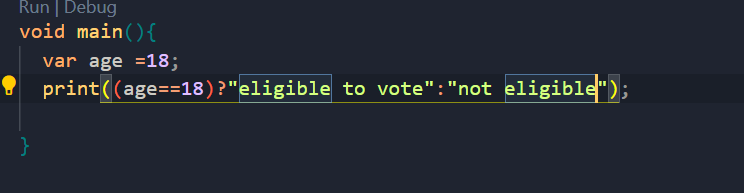 Run | Debug
void main(){
var age =18;
print((age==18)?"eligible to vote":"not eligible");
}